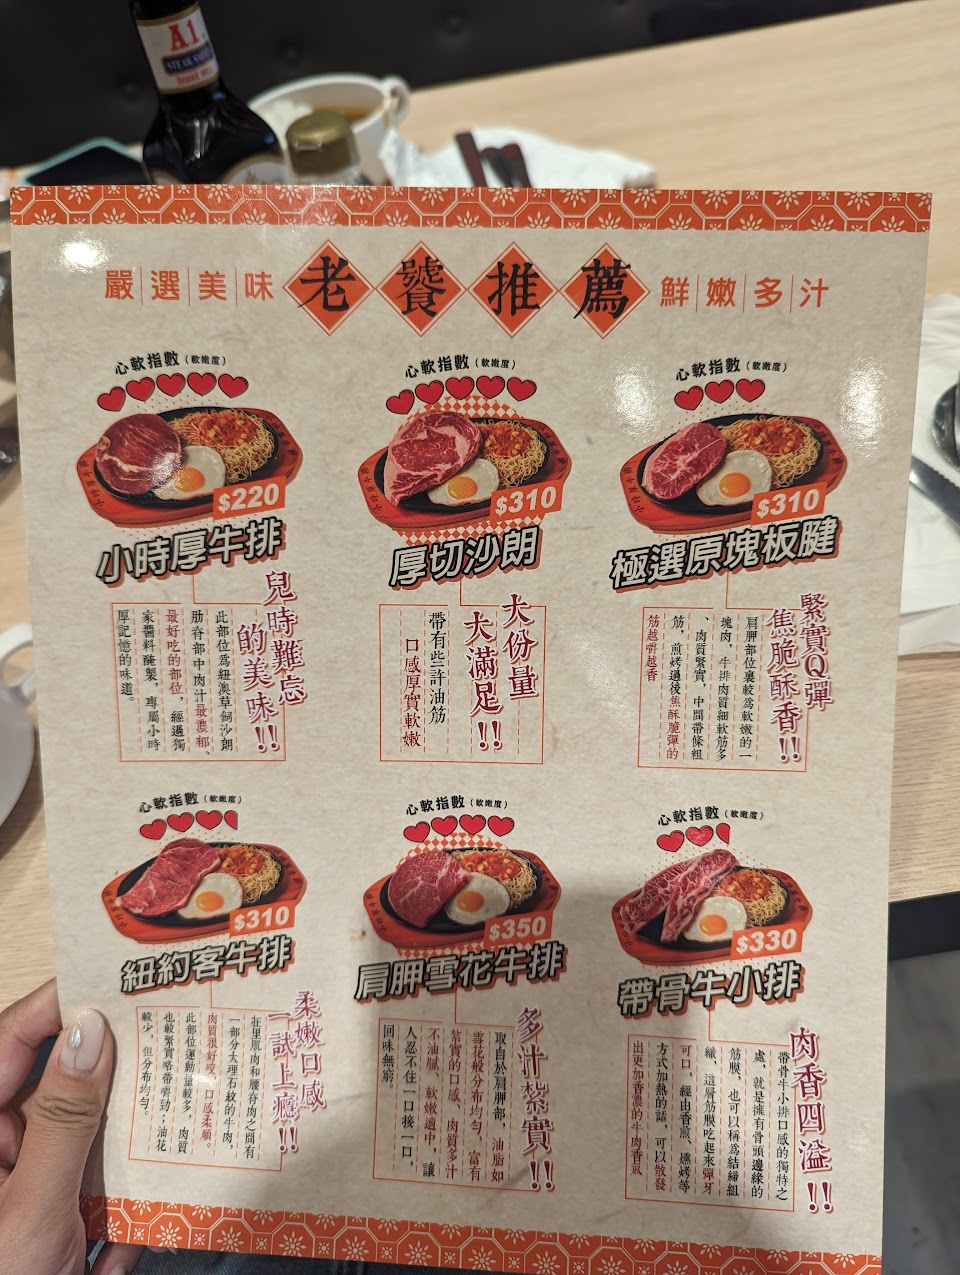 A1.
STEAK SAUCE
嚴選美味
老饕推薦
鮮嫩多汁
心軟指數(軟嫩度)
$220
小時厚牛排
兒時難忘
的美味!!
此部位為紐澳草飼沙朗
肋脊部中肉汁最濃郁、
最好吃的部位,經過獨
家醬料醃製,專屬小時
厚記憶的味道。
心軟指數(軟嫩度)
$310
厚切沙朗
大份量
大滿足!!
帶有些許油筋
口感厚實軟嫩
心軟指數(軟嫩度)
$310
極選原塊板腱
緊實Q彈
焦脆酥香!!
肩胛部位裏較為軟嫩的一
塊肉,牛排肉質細軟筋多
、肉質緊實,中間帶條粗
筋,煎烤過後焦酥脆彈的
筋越嚼越香
心軟指數(軟嫩度)
$310
紐約客牛排
柔嫩口感
一試上癮!!
在里肌肉和腰脊肉之間有
一部分大理石紋的牛肉,
肉質很好咬,口感柔順。
此部位運動量較多,肉質
也較緊實略帶嚼勁;油花
較少,但分布均勻。
心軟指數(軟嫩度)
$350
肩胛雪花牛排
多汁紮實!!
取自於肩胛部,油脂如
雪花般分布均勻,富有
紮實的口感、肉質多汁
不油膩,軟嫩適中,讓
人忍不住一口接一口,
回味無窮。
心軟指數(軟嫩度)
$330
帶骨牛小排
肉香四溢!!
帶骨牛小排口感的獨特之
處,就是擁有骨頭邊緣的
筋膜,也可以稱為結締組
織,這層筋膜吃起來彈牙
可口,經由香煎、燻烤等
方式加熱的話,可以散發
出更加香濃的牛肉香氣